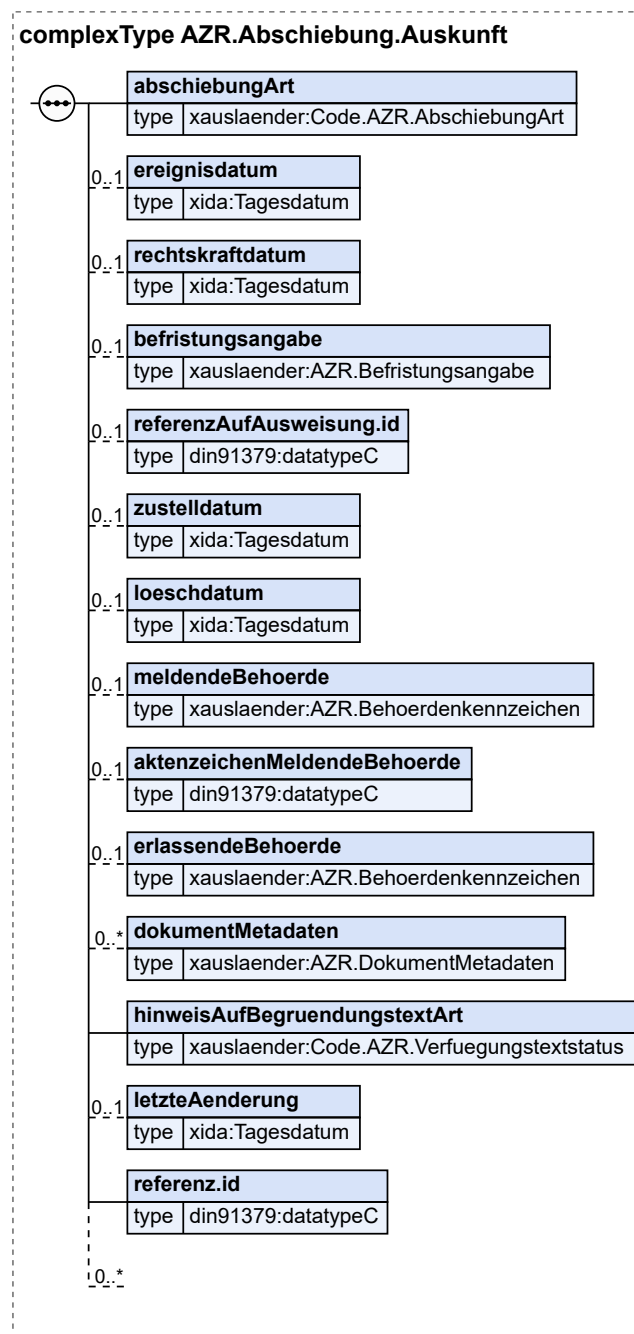 complexType AZR.Abschiebung.Auskunft
abschiebungArt
type xauslaender:Code.AZR.AbschiebungArt
0..1 ereignisdatum
type xida:Tagesdatum
0..1 rechtskraftdatum
type xida:Tagesdatum
0..1 befristungsangabe
type xauslaender:AZR.Befristungsangabe
0..1 referenzAufAusweisung.id
type din91379:datatypeC
0..1 zustelldatum
type xida:Tagesdatum
0..1 loeschdatum
type xida:Tagesdatum
0..1 meldendeBehoerde
type xauslaender:AZR.Behoerdenkennzeichen
0..1 aktenzeichenMeldendeBehoerde
type din91379:datatypeC
0..1 erlassendeBehoerde
type xauslaender:AZR.Behoerdenkennzeichen
0..* dokumentMetadaten
type xauslaender:AZR.DokumentMetadaten
hinweisAufBegruendungstextArt
type xauslaender:Code.AZR.Verfuegungstextstatus
0..1 letzteAenderung
type xida:Tagesdatum
referenz.id
type din91379:datatypeC
0..*